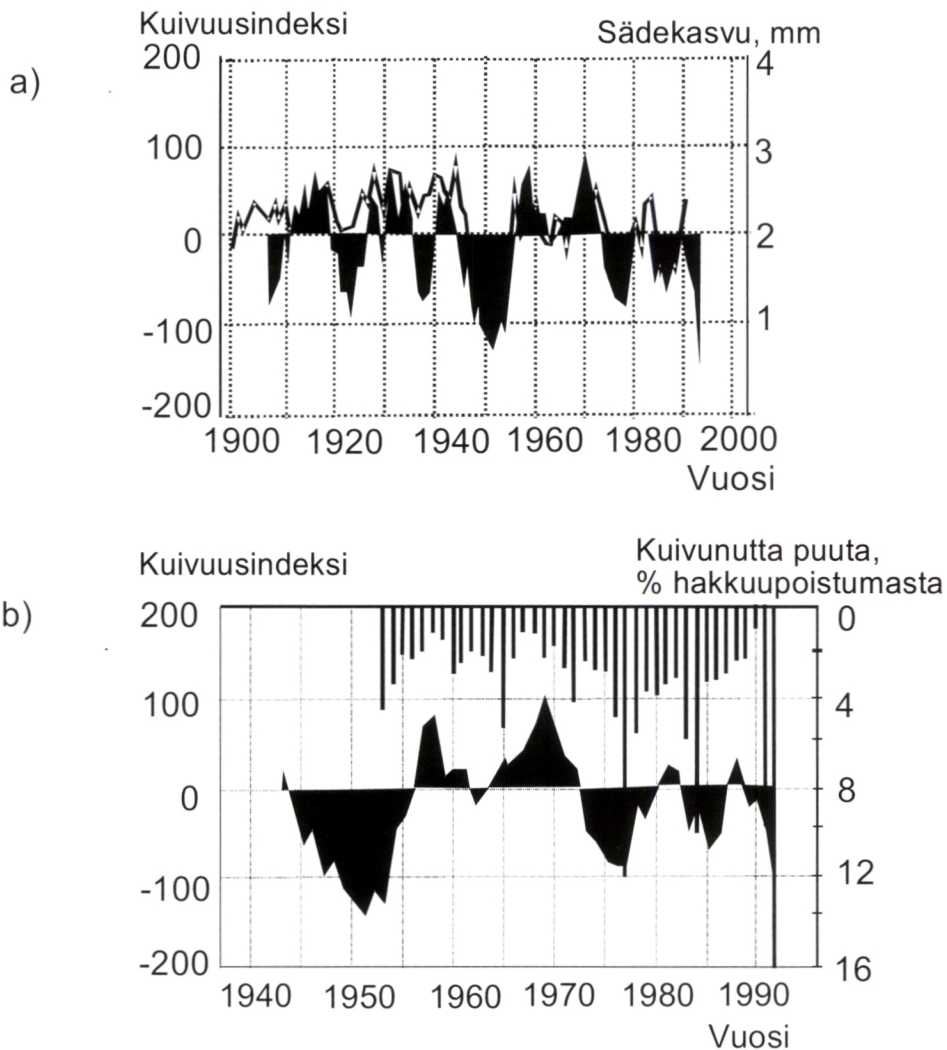 a)
Kuivuusindeksi
Sädekasvu, mm
200
4
100
3
0
2
-100
1
-200
1900 1920 1940 1960 1980 2000
Vuosi
b)
Kuivuusindeksi
Kuivunutta puuta,
% hakkuupoistumasta
200
0
100
4
0
8
-100
12
-200
16
1940 1950 1960 1970 1980 1990
Vuosi